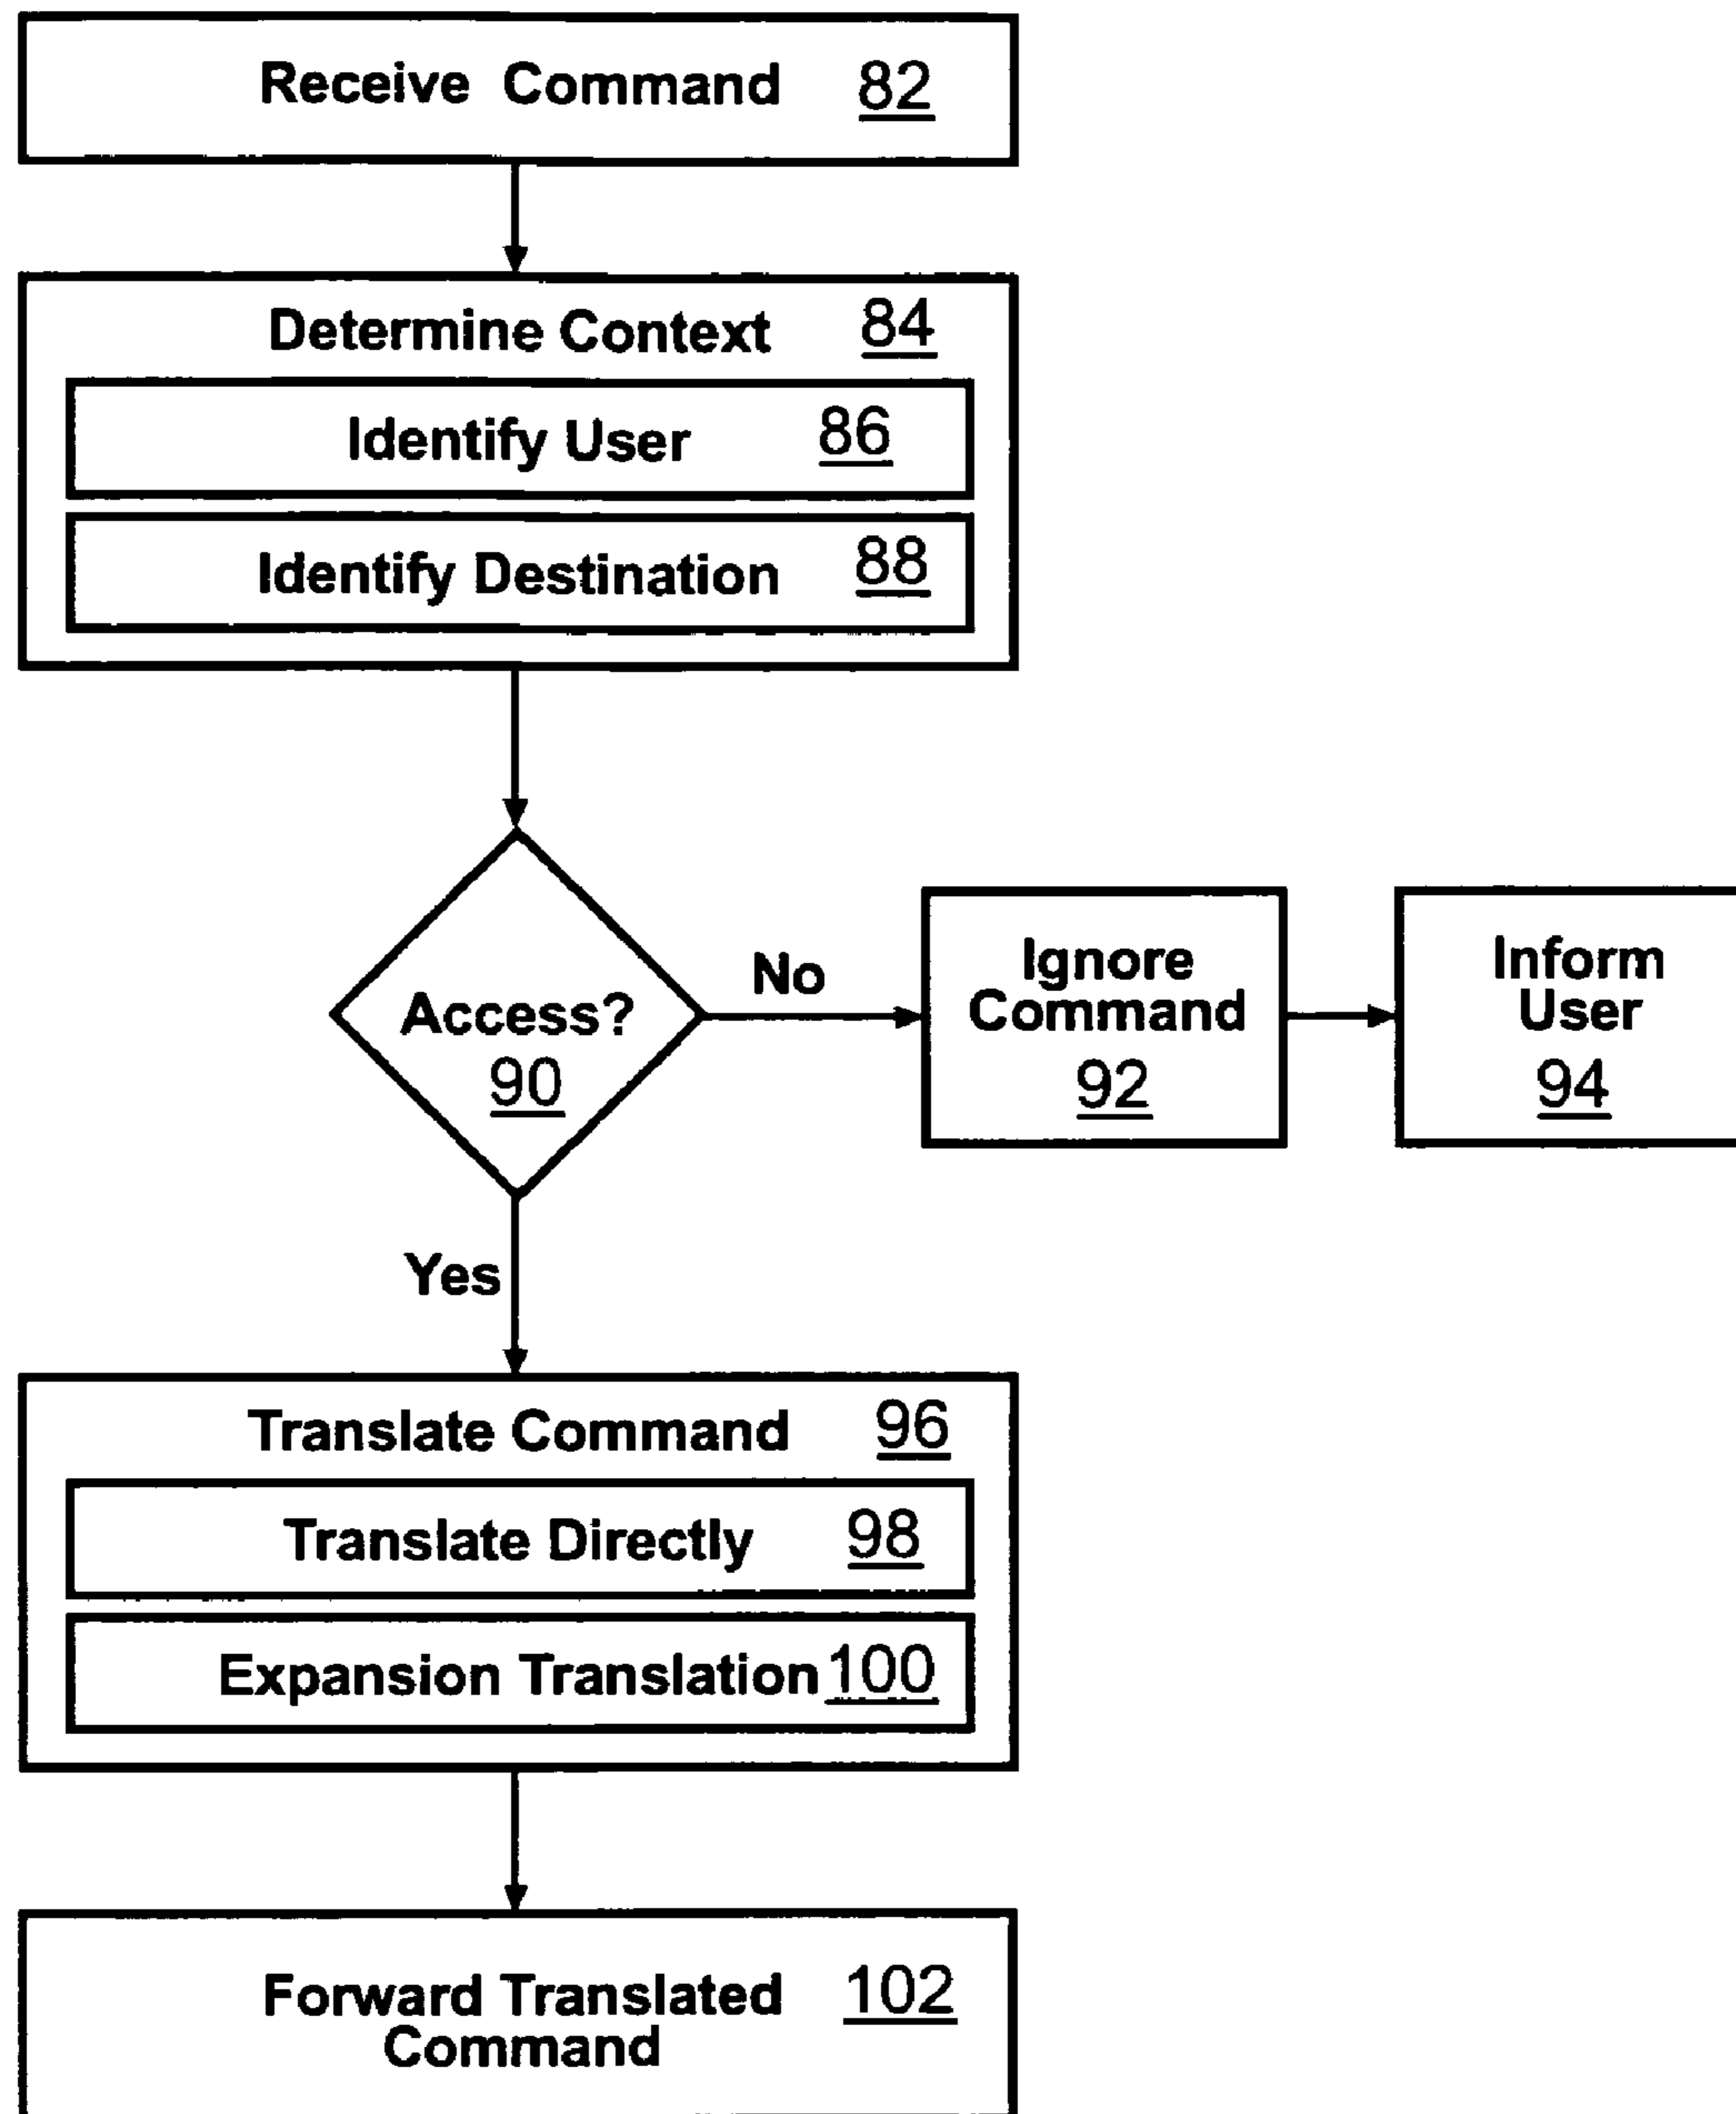 Receive Command 82
Determine Context 84
Identify User 86
Identify Destination 88
Access?
90
No
Ignore
Command
92
Inform
User
94
Yes
Translate Command 96
Translate Directly 98
Expansion Translation 100
Forward Translated 102
Command